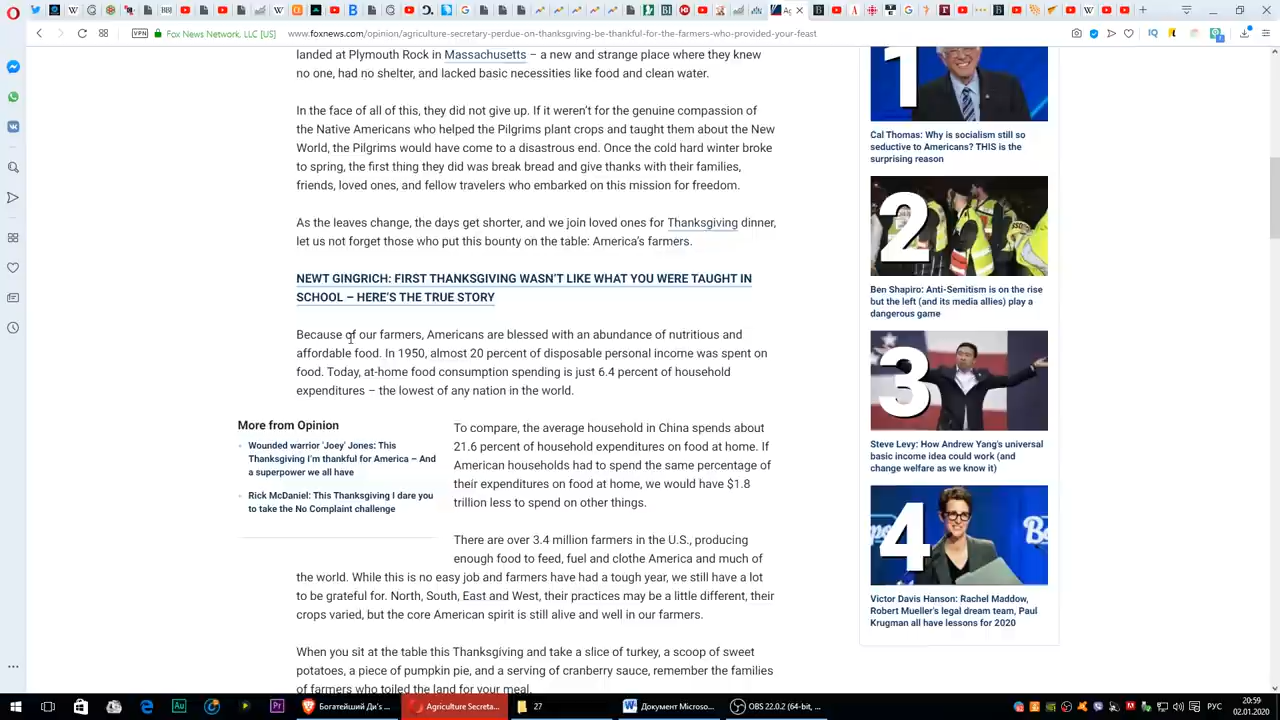 VPN
Fox News Network, LLC [US]
www.foxnews.com/opinion/agriculture-secretary-perdue-on-thanksgiving-be-thankful-for-the-farmers-who-provided-your-feast
landed at Plymouth Rock in Massachusetts – a new and strange place where they knew
no one, had no shelter, and lacked basic necessities like food and clean water.
In the face of all of this, they did not give up. If it weren't for the genuine compassion of
the Native Americans who helped the Pilgrims plant crops and taught them about the New
World, the Pilgrims would have come to a disastrous end. Once the cold hard winter broke
to spring, the first thing they did was break bread and give thanks with their families,
friends, loved ones, and fellow travelers who embarked on this mission for freedom.
As the leaves change, the days get shorter, and we join loved ones for Thanksgiving dinner,
let us not forget those who put this bounty on the table: America's farmers.
NEWT GINGRICH: FIRST THANKSGIVING WASN'T LIKE WHAT YOU WERE TAUGHT IN
SCHOOL – HERE'S THE TRUE STORY
Because of our farmers, Americans are blessed with an abundance of nutritious and
affordable food. In 1950, almost 20 percent of disposable personal income was spent on
food. Today, at-home food consumption spending is just 6.4 percent of household
expenditures – the lowest of any nation in the world.
More from Opinion
Wounded warrior 'Joey' Jones: This
Thanksgiving I'm thankful for America – And
a superpower we all have
Rick McDaniel: This Thanksgiving I dare you
to take the No Complaint challenge
To compare, the average household in China spends about
21.6 percent of household expenditures on food at home. If
American households had to spend the same percentage of
their expenditures on food at home, we would have $1.8
trillion less to spend on other things.
There are over 3.4 million farmers in the U.S., producing
enough food to feed, fuel and clothe America and much of
the world. While this is no easy job and farmers have had a tough year, we still have a lot
to be grateful for. North, South, East and West, their practices may be a little different, their
crops varied, but the core American spirit is still alive and well in our farmers.
When you sit at the table this Thanksgiving and take a slice of turkey, a scoop of sweet
potatoes, a piece of pumpkin pie, and a serving of cranberry sauce, remember the families
of farmers who toiled the land for your meal.
1
Cal Thomas: Why is socialism still so
seductive to Americans? THIS is the
surprising reason
2
Ben Shapiro: Anti-Semitism is on the rise
but the left (and its media allies) play a
dangerous game
3
Steve Levy: How Andrew Yang's universal
basic income idea could work (and
change welfare as we know it)
4
Victor Davis Hanson: Rachel Maddow,
Robert Mueller's legal dream team, Paul
Krugman all have lessons for 2020
Богатейший Ди's ...
Agriculture Secreta...
27
Документ Microso...
OBS 22.0.2 (64-bit, ...
РУС
20:59
02.01.2020